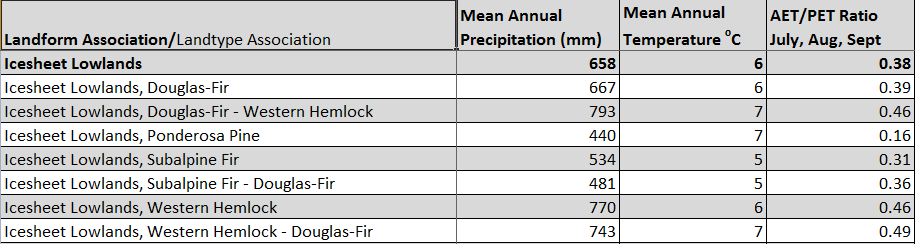 Landform Association/Landtype Association Mean Annual Precipitation (mm) Mean Annual Temperature ⁰C AET/PET Ratio July, Aug, Sept
Icesheet Lowlands 658 6 0.38
Icesheet Lowlands, Douglas-Fir 667 6 0.39
Icesheet Lowlands, Douglas-Fir - Western Hemlock 793 7 0.46
Icesheet Lowlands, Ponderosa Pine 440 7 0.16
Icesheet Lowlands, Subalpine Fir 534 5 0.31
Icesheet Lowlands, Subalpine Fir - Douglas-Fir 481 5 0.36
Icesheet Lowlands, Western Hemlock 770 6 0.46
Icesheet Lowlands, Western Hemlock - Douglas-Fir 743 7 0.49